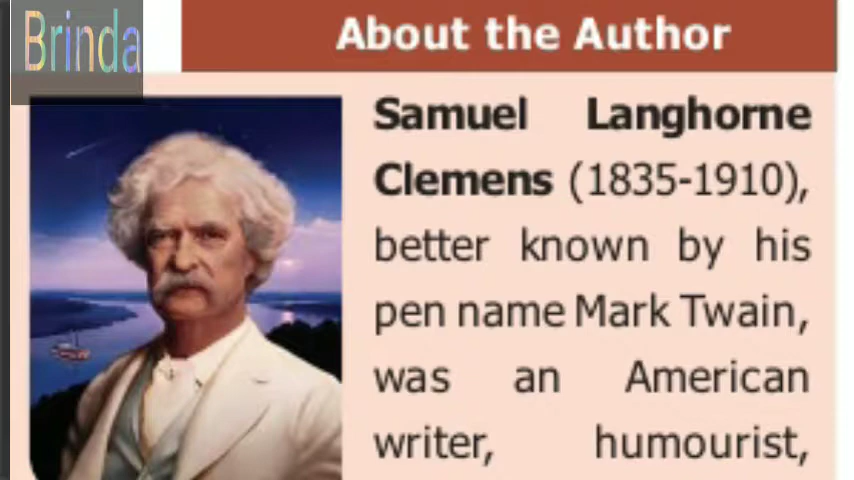 Brinda
About the Author
Samuel Langhorne
Clemens (1835-1910),
better known by his
pen name Mark Twain,
was an American
writer, humourist,